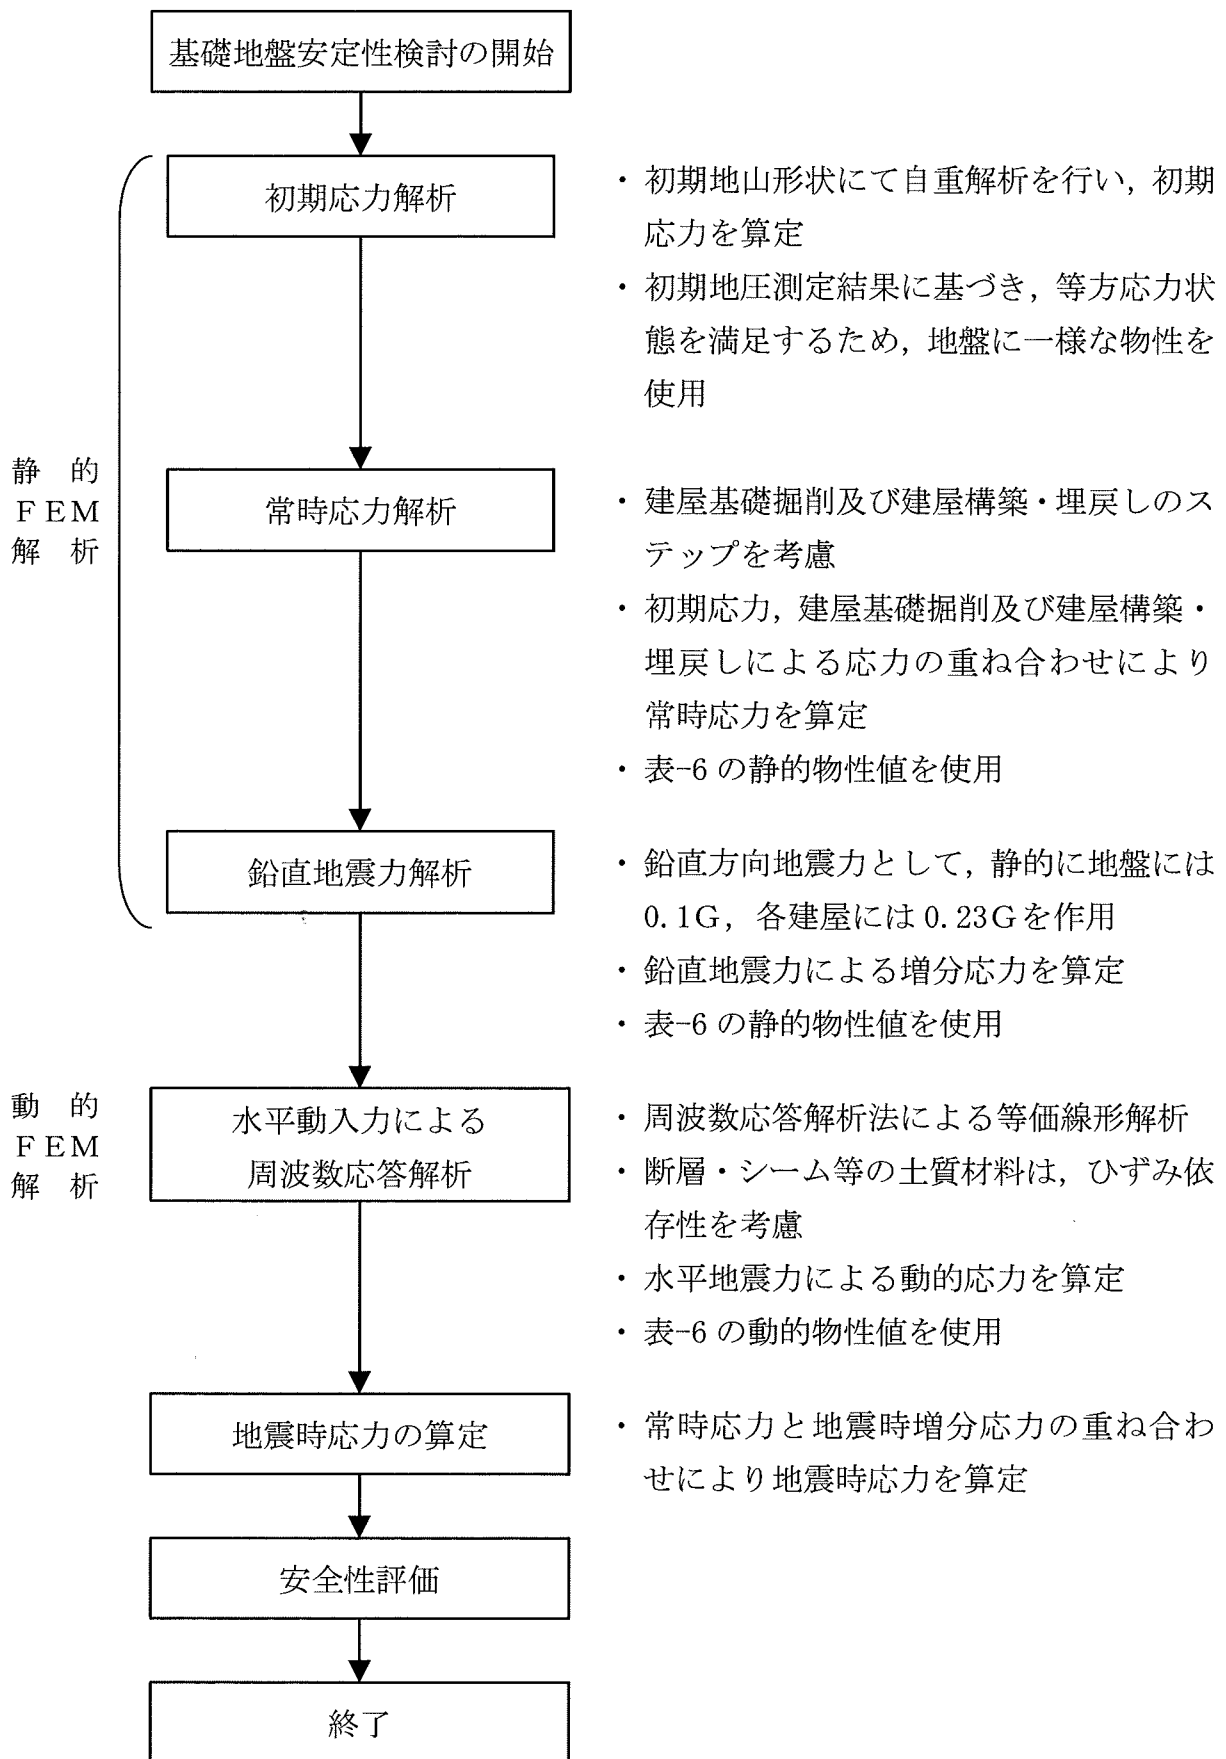 基礎地盤安定性検討の開始
初期応力解析
・初期地山形状にて自重解析を行い, 初期
応力を算定
・初期地圧測定結果に基づき, 等方応力状
態を満足するため, 地盤に一様な物性を
使用
静的
ＦＥＭ
解析
常時応力解析
・建屋基礎掘削及び建屋構築・埋戻しのス
テップを考慮
・初期応力, 建屋基礎掘削及び建屋構築・
埋戻しによる応力の重ね合わせにより
常時応力を算定
・表-6 の静的物性値を使用
鉛直地震力解析
・鉛直方向地震力として, 静的に地盤には
0.1G, 各建屋には 0.23Gを作用
・鉛直地震力による増分応力を算定
・表-6 の静的物性値を使用
動的
ＦＥＭ
解析
水平動入力による
周波数応答解析
・周波数応答解析法による等価線形解析
・断層・シーム等の土質材料は, ひずみ依
存性を考慮
・水平地震力による動的応力を算定
・表-6 の動的物性値を使用
地震時応力の算定
・常時応力と地震時増分応力の重ね合わ
せにより地震時応力を算定
安全性評価
終了